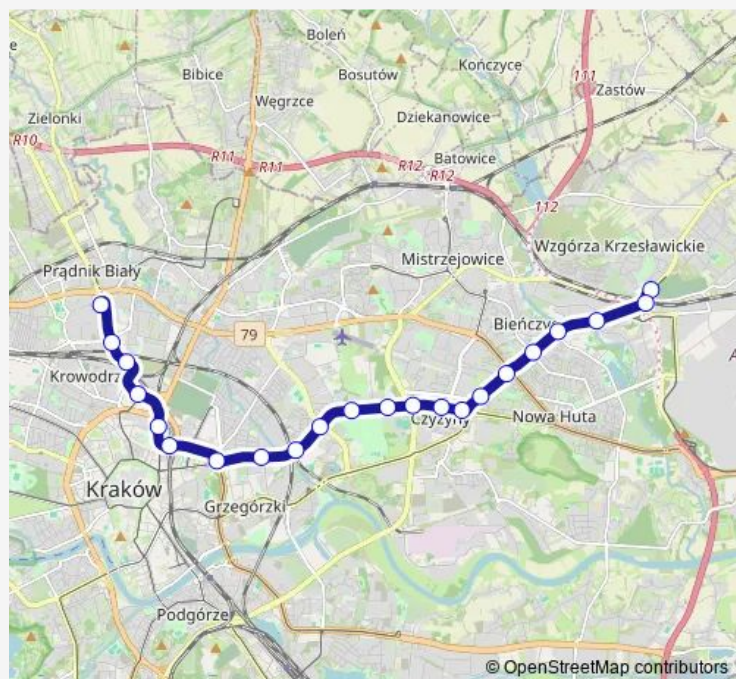 Boleń
Kończyce
Bibice
Bosutów
111
Zastów
Węgrzce
Zielonki
Dziekanowice
R10
R11
R11
R12
Batowice
R12
112
Wzgórza Krzesławickie
Mistrzejowice
Prądnik Biały
79
Bieńczyc
Krowodrz
Czyżyny
Nowa Huta
Kraków
Grzegórzki
Podgórze
© OpenStreetMap contributors